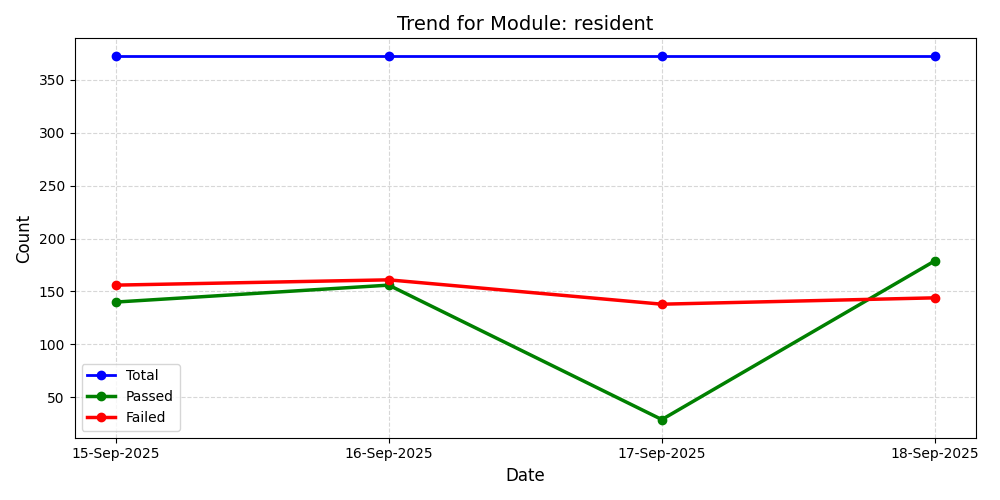 Trend for Module: resident
350
300
250
200
150
100
50
Count
Total
Passed
Failed
15-Sep-2025
16-Sep-2025
17-Sep-2025
18-Sep-2025
Date